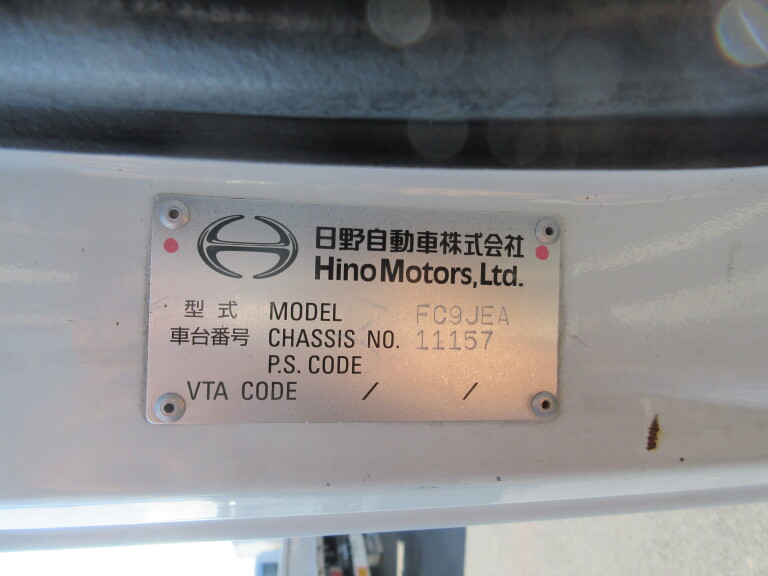 日野自動車株式会社
Hino Motors, Ltd.
型式 MODEL FC9JEA
車台番号 CHASSIS NO. 11157
P.S. CODE
VTA CODE / /